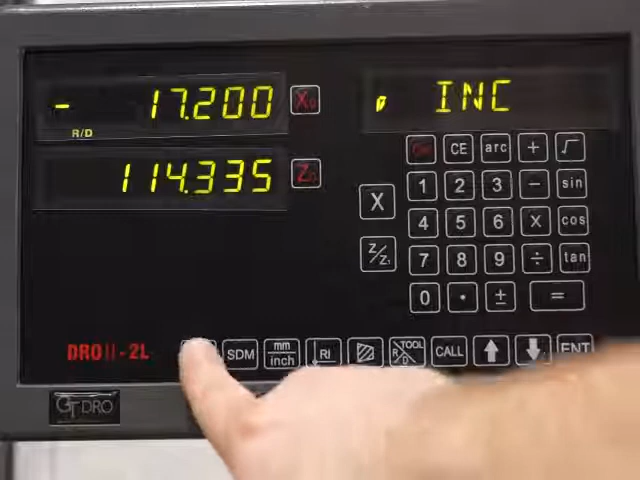 - 17.200 X₀ INC
R/D
114.335 Z₀
CE arc + √
1 2 3 - sin
X
4 5 6 X cos
Z/Z₁
7 8 9 ÷ tan
0 . ± =
DRO II-2L SDM mm/inch RI TOOL R/D CALL ENT
GT DRO